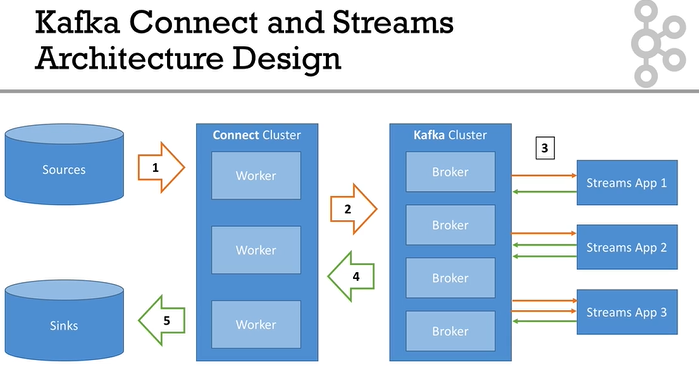 Kafka Connect and Streams
Architecture Design
Sources
1
Connect Cluster
Worker
Worker
Worker
2
4
Kafka Cluster
Broker
Broker
Broker
Broker
3
Streams App 1
Streams App 2
Streams App 3
Sinks
5